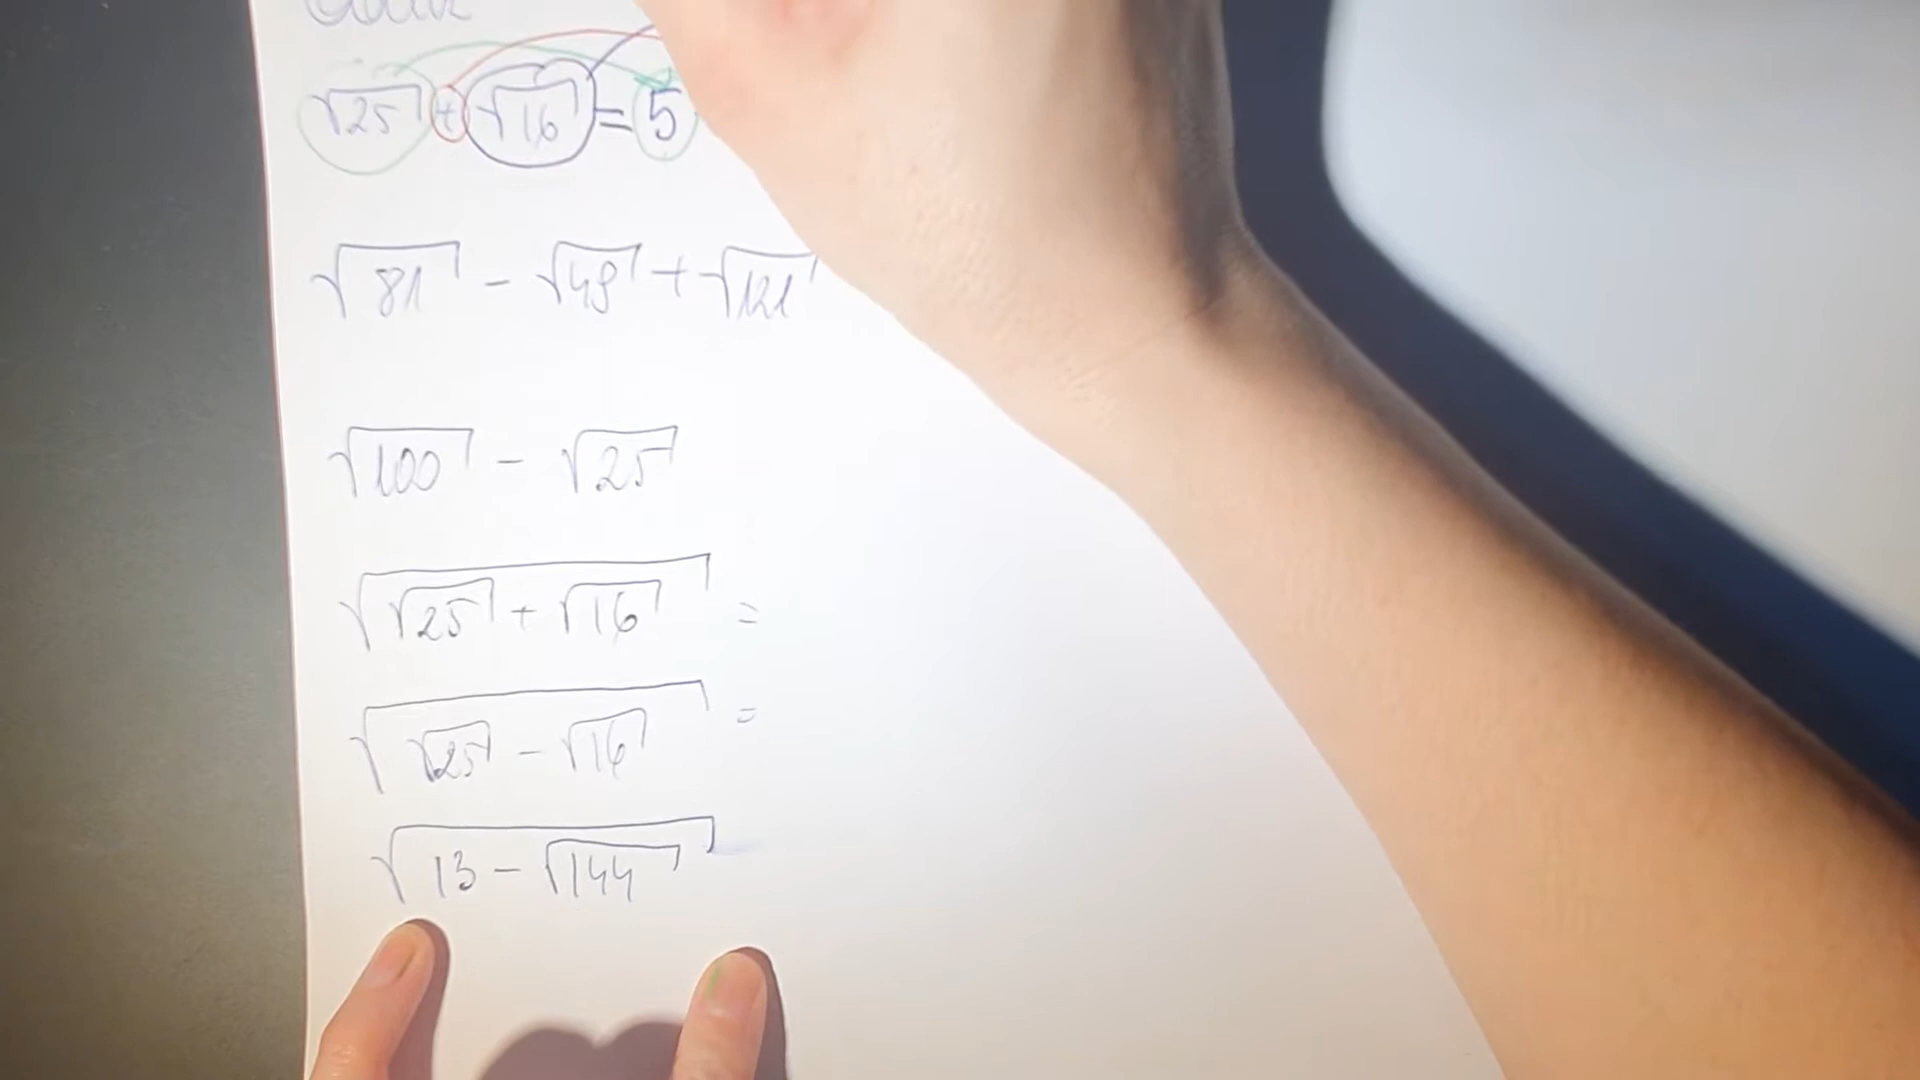 √25 + √16 = 5
√81 - √49 + √121
√100 - √25
√(√25 + √16) =
√(√25 - √16) =
√(13 - √144)